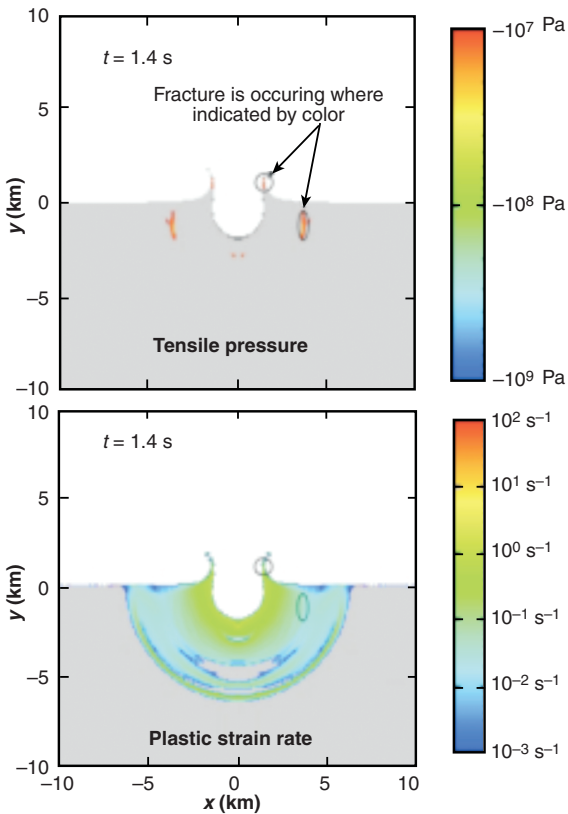 10
t = 1.4 s
Fracture is occuring where
indicated by color
5
0
y (km)
−5
Tensile pressure
−10
−10⁷ Pa
−10⁸ Pa
−10⁹ Pa
10
t = 1.4 s
5
0
y (km)
−5
Plastic strain rate
−10
−10 −5 0 5 10
x (km)
10² s⁻¹
10¹ s⁻¹
10⁰ s⁻¹
10⁻¹ s⁻¹
10⁻² s⁻¹
10⁻³ s⁻¹